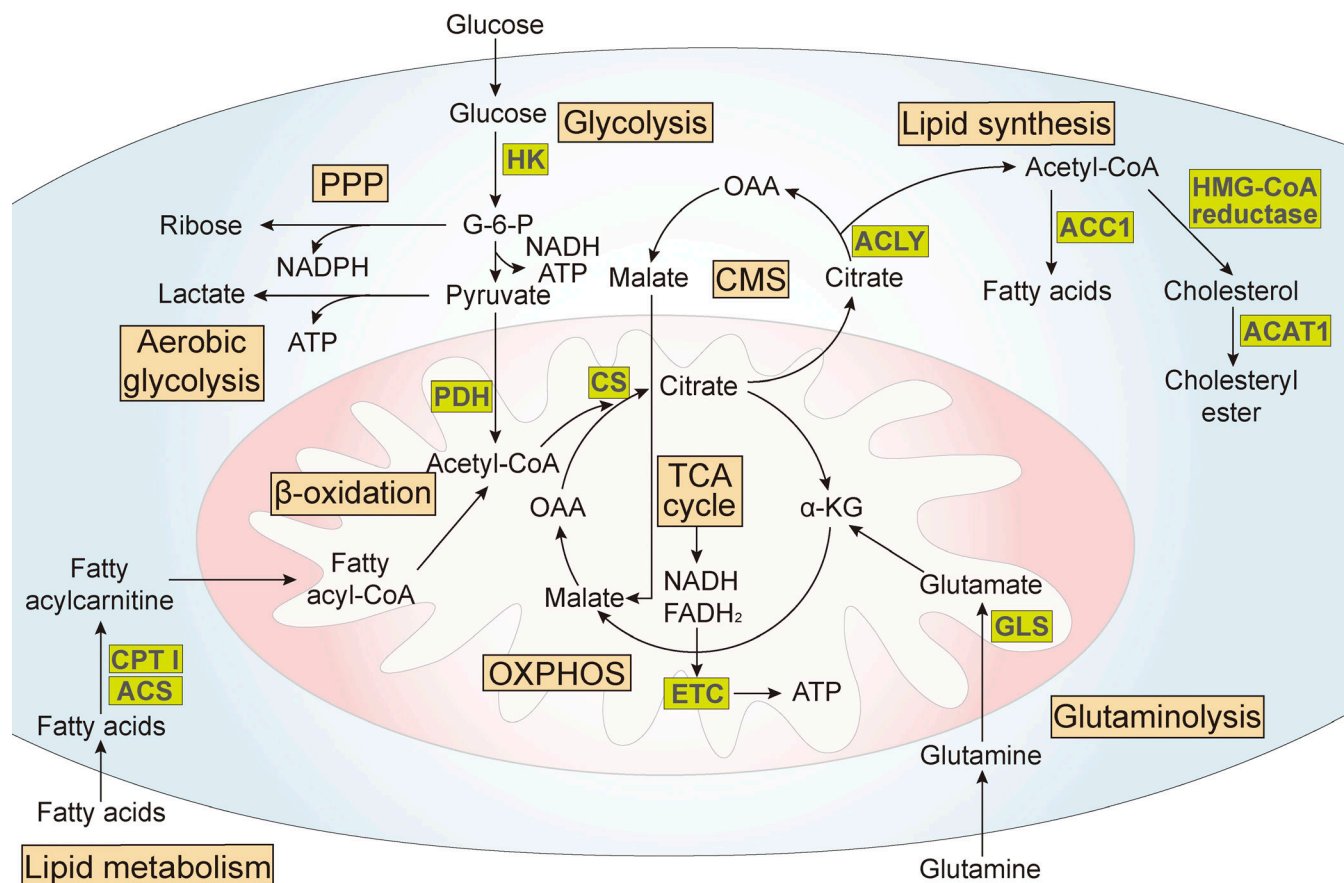 Glucose
Glucose
Glycolysis
HK
PPP
Ribose
G-6-P
NADPH
NADH
ATP
Lactate
Pyruvate
ATP
Aerobic
glycolysis
OAA
Malate
CMS
ACLY
Citrate
Lipid synthesis
Acetyl-CoA
HMG-CoA
reductase
ACC1
Fatty acids
Cholesterol
ACAT1
Cholesteryl
ester
PDH
CS
Citrate
Acetyl-CoA
β-oxidation
OAA
TCA
cycle
α-KG
Fatty
acyl-CoA
Malate
NADH
FADH₂
Glutamate
GLS
Fatty
acylcarnitine
CPT I
ACS
Fatty acids
Fatty acids
Lipid metabolism
OXPHOS
ETC
ATP
Glutaminolysis
Glutamine
Glutamine